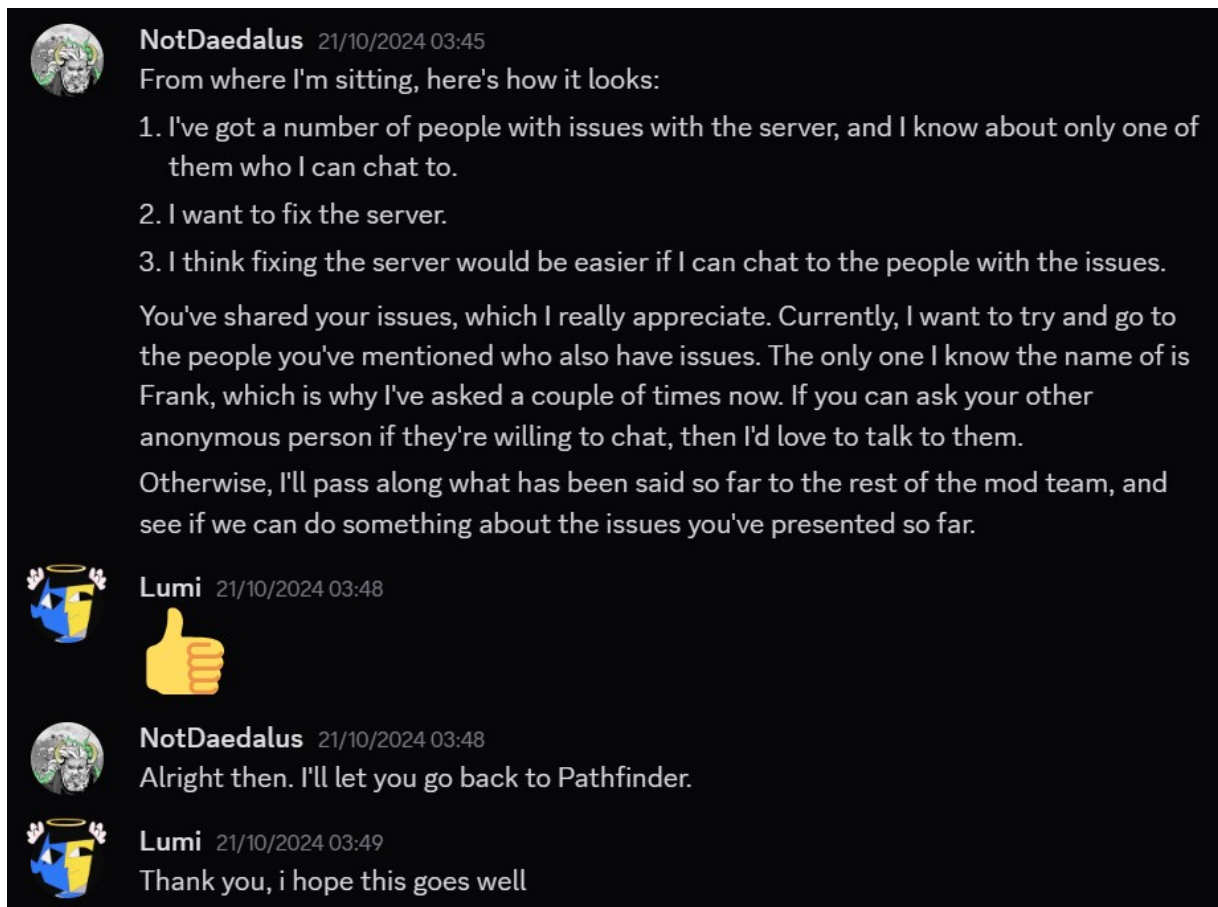 NotDaedalus 21/10/2024 03:45
From where I'm sitting, here's how it looks:
1. I've got a number of people with issues with the server, and I know about only one of
them who I can chat to.
2. I want to fix the server.
3. I think fixing the server would be easier if I can chat to the people with the issues.
You've shared your issues, which I really appreciate. Currently, I want to try and go to
the people you've mentioned who also have issues. The only one I know the name of is
Frank, which is why I've asked a couple of times now. If you can ask your other
anonymous person if they're willing to chat, then I'd love to talk to them.
Otherwise, I'll pass along what has been said so far to the rest of the mod team, and
see if we can do something about the issues you've presented so far.
Lumi 21/10/2024 03:48
NotDaedalus 21/10/2024 03:48
Alright then. I'll let you go back to Pathfinder.
Lumi 21/10/2024 03:49
Thank you, i hope this goes well